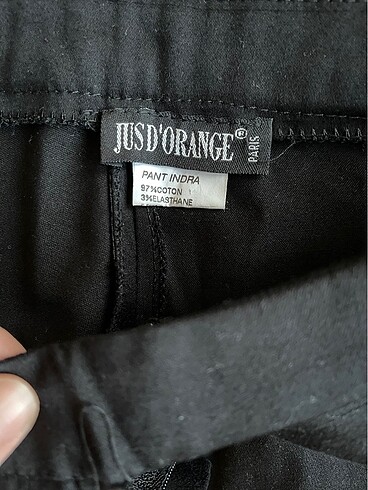 JUS D'ORANGE®
PARIS
PANT INDRA
97%COTON
3%ELASTHANE